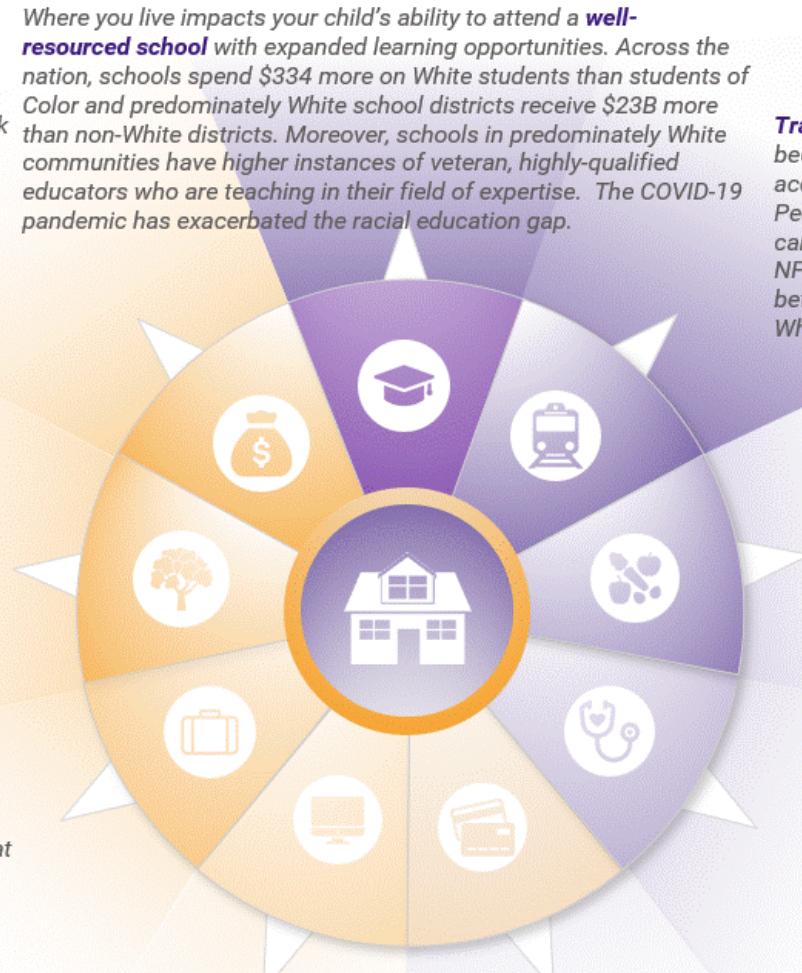 Where you live impacts your child's ability to attend a well-
resourced school with expanded learning opportunities. Across the
nation, schools spend $334 more on White students than students of
Color and predominately White school districts receive $23B more
than non-White districts. Moreover, schools in predominately White
communities have higher instances of veteran, highly-qualified
educators who are teaching in their field of expertise. The COVID-19
pandemic has exacerbated the racial education gap.
$